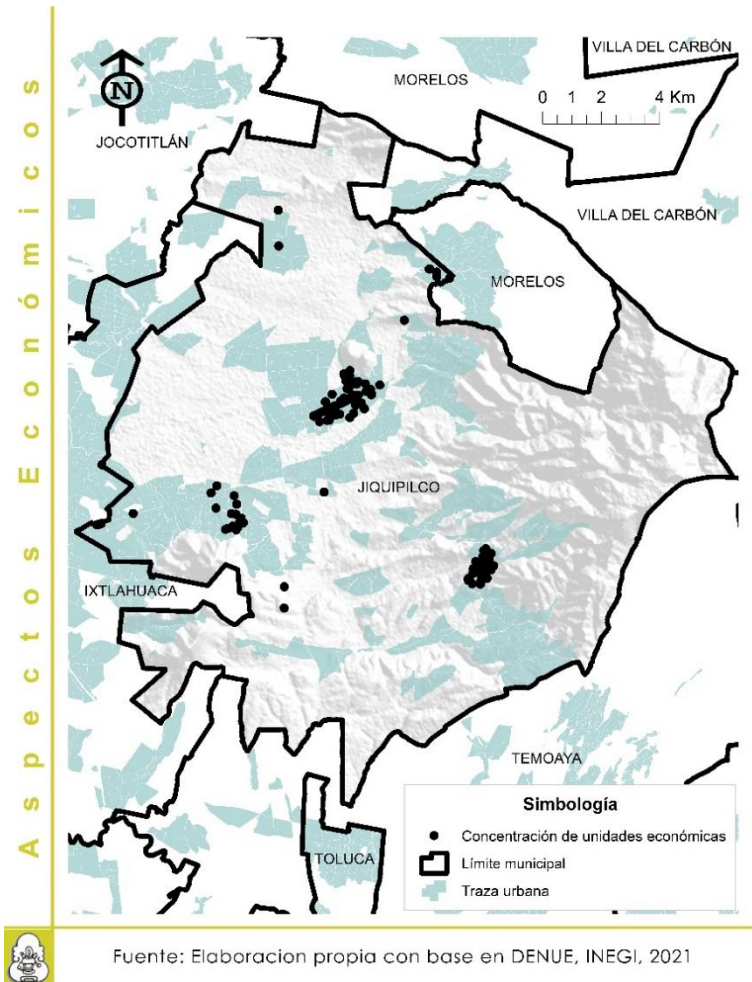 Aspectos Económicos
VILLA DEL CARBÓN
MORELOS
0 1 2 4 Km
N
JOCOTITLÁN
VILLA DEL CARBÓN
MORELOS
JIQUIPILCO
IXTLAHUACA
TEMOAYA
TOLUCA
Simbología
Concentración de unidades económicas
Límite municipal
Traza urbana
Fuente: Elaboracion propia con base en DENUE, INEGI, 2021